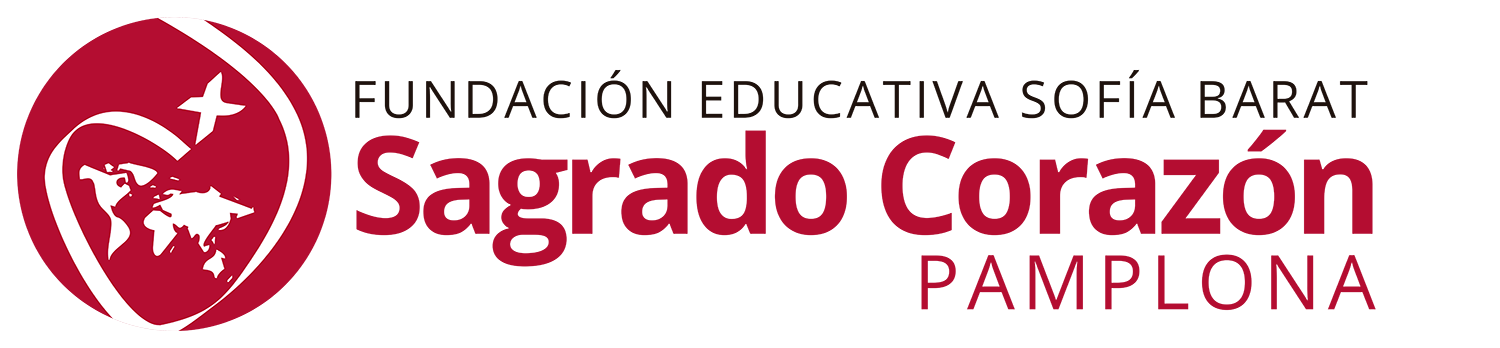 FUNDACIÓN EDUCATIVA SOFÍA BARAT
Sagrado Corazón
PAMPLONA